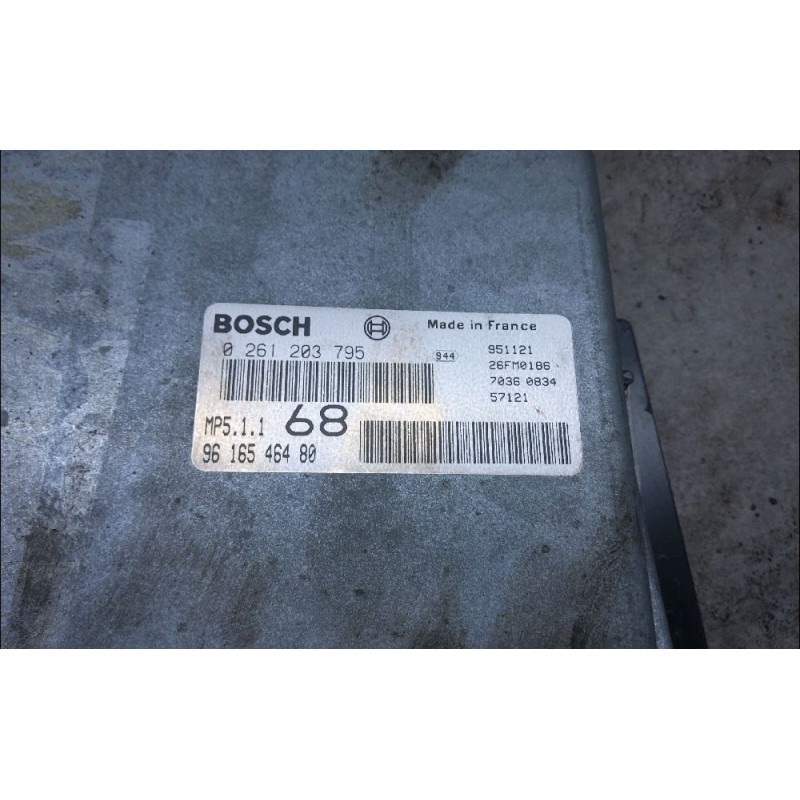 BOSCH Made in France
0 261 203 795 944 951121
26FM0186
7036 0834
57121
MP5.1.1 68
96 165 464 80